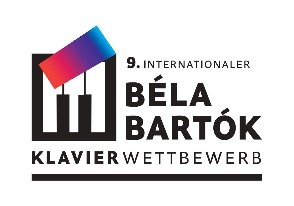 9. INTERNATIONALER
BÉLA
BARTÓK
KLAVIERWETTBEWERB